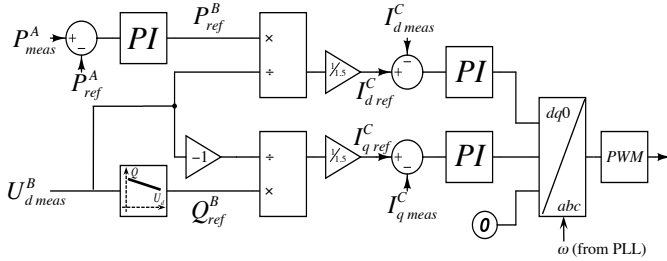 P^A_meas
+
−
P^A_ref
PI
P^B_ref
×
÷
1/1.5
I^C_d meas
−
+
I^C_d ref
PI
dq0
abc
PWM
U^B_d meas
−1
Q
U_d
Q^B_ref
÷
×
1/1.5
I^C_q ref
+
−
I^C_q meas
PI
0
ω (from PLL)